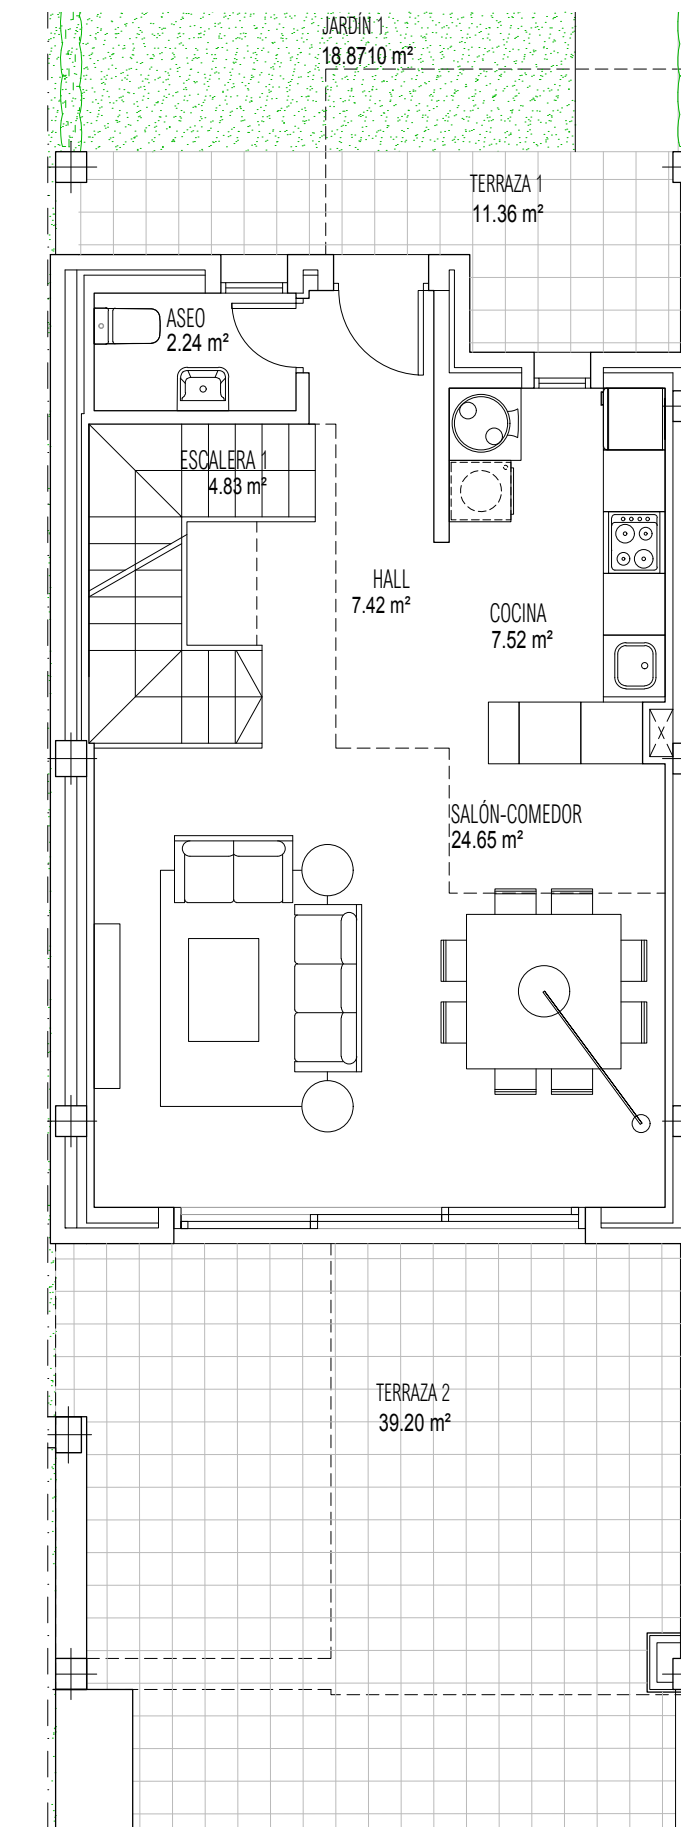 JARDÍN 1
18.8710 m²
TERRAZA 1
11.36 m²
ASEO
2.24 m²
ESCALERA 1
4.83 m²
HALL
7.42 m²
COCINA
7.52 m²
SALÓN-COMEDOR
24.65 m²
TERRAZA 2
39.20 m²